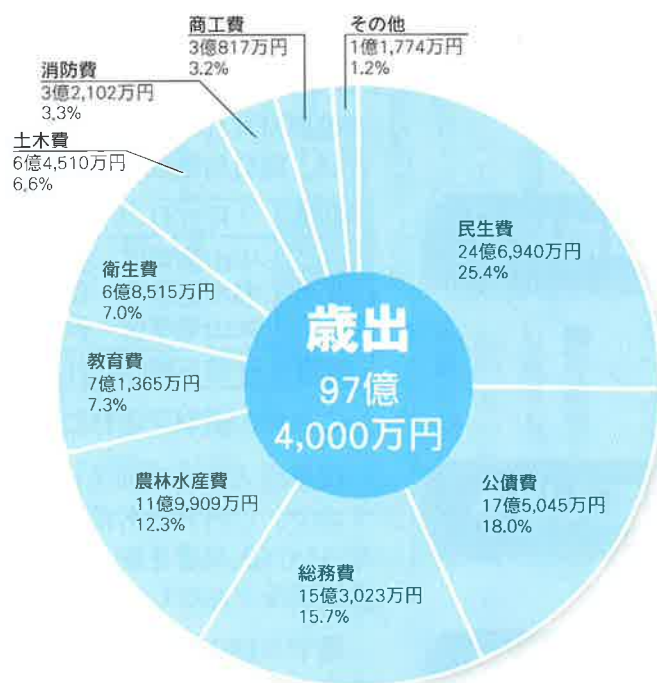 商工費
3億817万円
3.2%
その他
1億1,774万円
1.2%
消防費
3億2,102万円
3.3%
土木費
6億4,510万円
6.6%
民生費
24億6,940万円
25.4%
衛生費
6億8,515万円
7.0%
教育費
7億1,365万円
7.3%
歳出
97億
4,000万円
農林水産費
11億9,909万円
12.3%
公債費
17億5,045万円
18.0%
総務費
15億3,023万円
15.7%